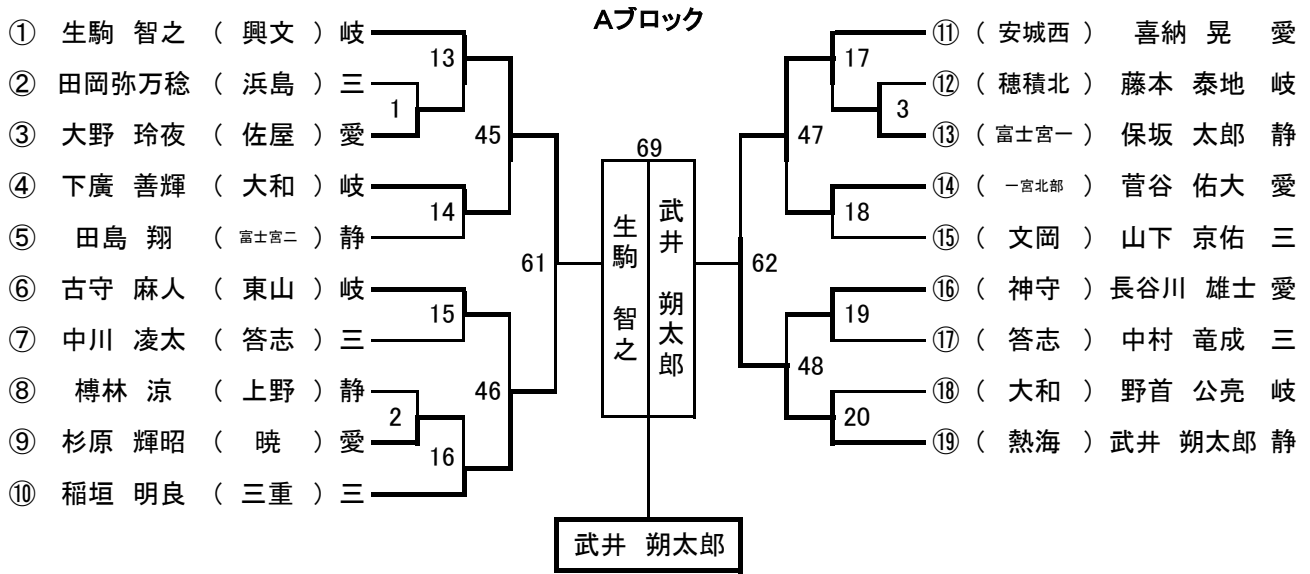 Aブロック
① 生駒 智之 ( 興文 ) 岐
② 田岡弥万稔 ( 浜島 ) 三
③ 大野 玲夜 ( 佐屋 ) 愛
④ 下廣 善輝 ( 大和 ) 岐
⑤ 田島 翔 ( 富士宮二 ) 静
⑥ 古守 麻人 ( 東山 ) 岐
⑦ 中川 凌太 ( 答志 ) 三
⑧ 榑林 涼 ( 上野 ) 静
⑨ 杉原 輝昭 ( 暁 ) 愛
⑩ 稲垣 明良 ( 三重 ) 三
13
1
45
14
61
15
46
2
16
69
生駒 智之
武井 朔太郎
武井 朔太郎
17
3
47
18
62
19
48
20
⑪ ( 安城西 ) 喜納 晃 愛
⑫ ( 穂積北 ) 藤本 泰地 岐
⑬ ( 富士宮一 ) 保坂 太郎 静
⑭ ( 一宮北部 ) 菅谷 佑大 愛
⑮ ( 文岡 ) 山下 京佑 三
⑯ ( 神守 ) 長谷川 雄士 愛
⑰ ( 答志 ) 中村 竜成 三
⑱ ( 大和 ) 野首 公亮 岐
⑲ ( 熱海 ) 武井 朔太郎 静